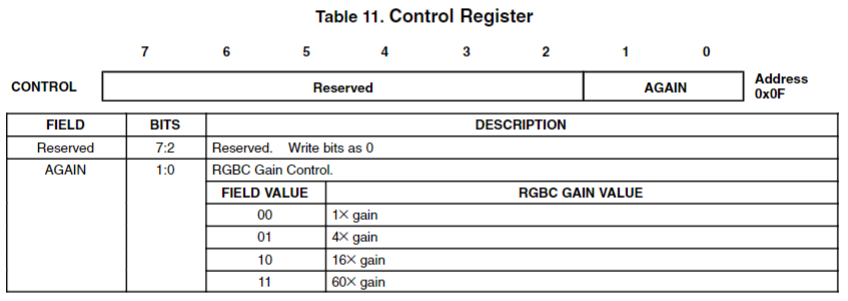 Table 11. Control Register
7 6 5 4 3 2 1 0
CONTROL Reserved AGAIN Address
0x0F
FIELD BITS DESCRIPTION
Reserved 7:2 Reserved. Write bits as 0
AGAIN 1:0 RGBC Gain Control.
FIELD VALUE RGBC GAIN VALUE
00 1× gain
01 4× gain
10 16× gain
11 60× gain